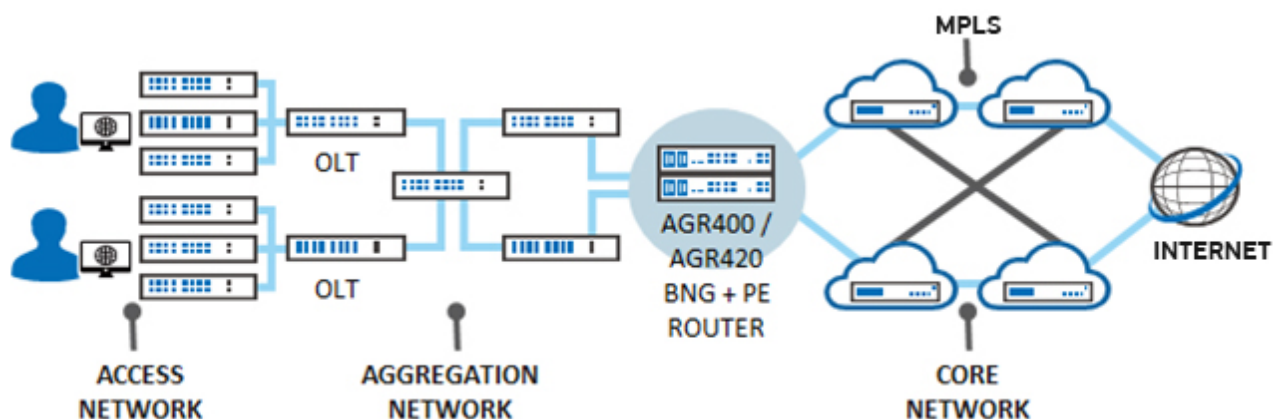 MPLS
OLT
OLT
AGR400 /
AGR420
BNG + PE
ROUTER
INTERNET
ACCESS
NETWORK
AGGREGATION
NETWORK
CORE
NETWORK